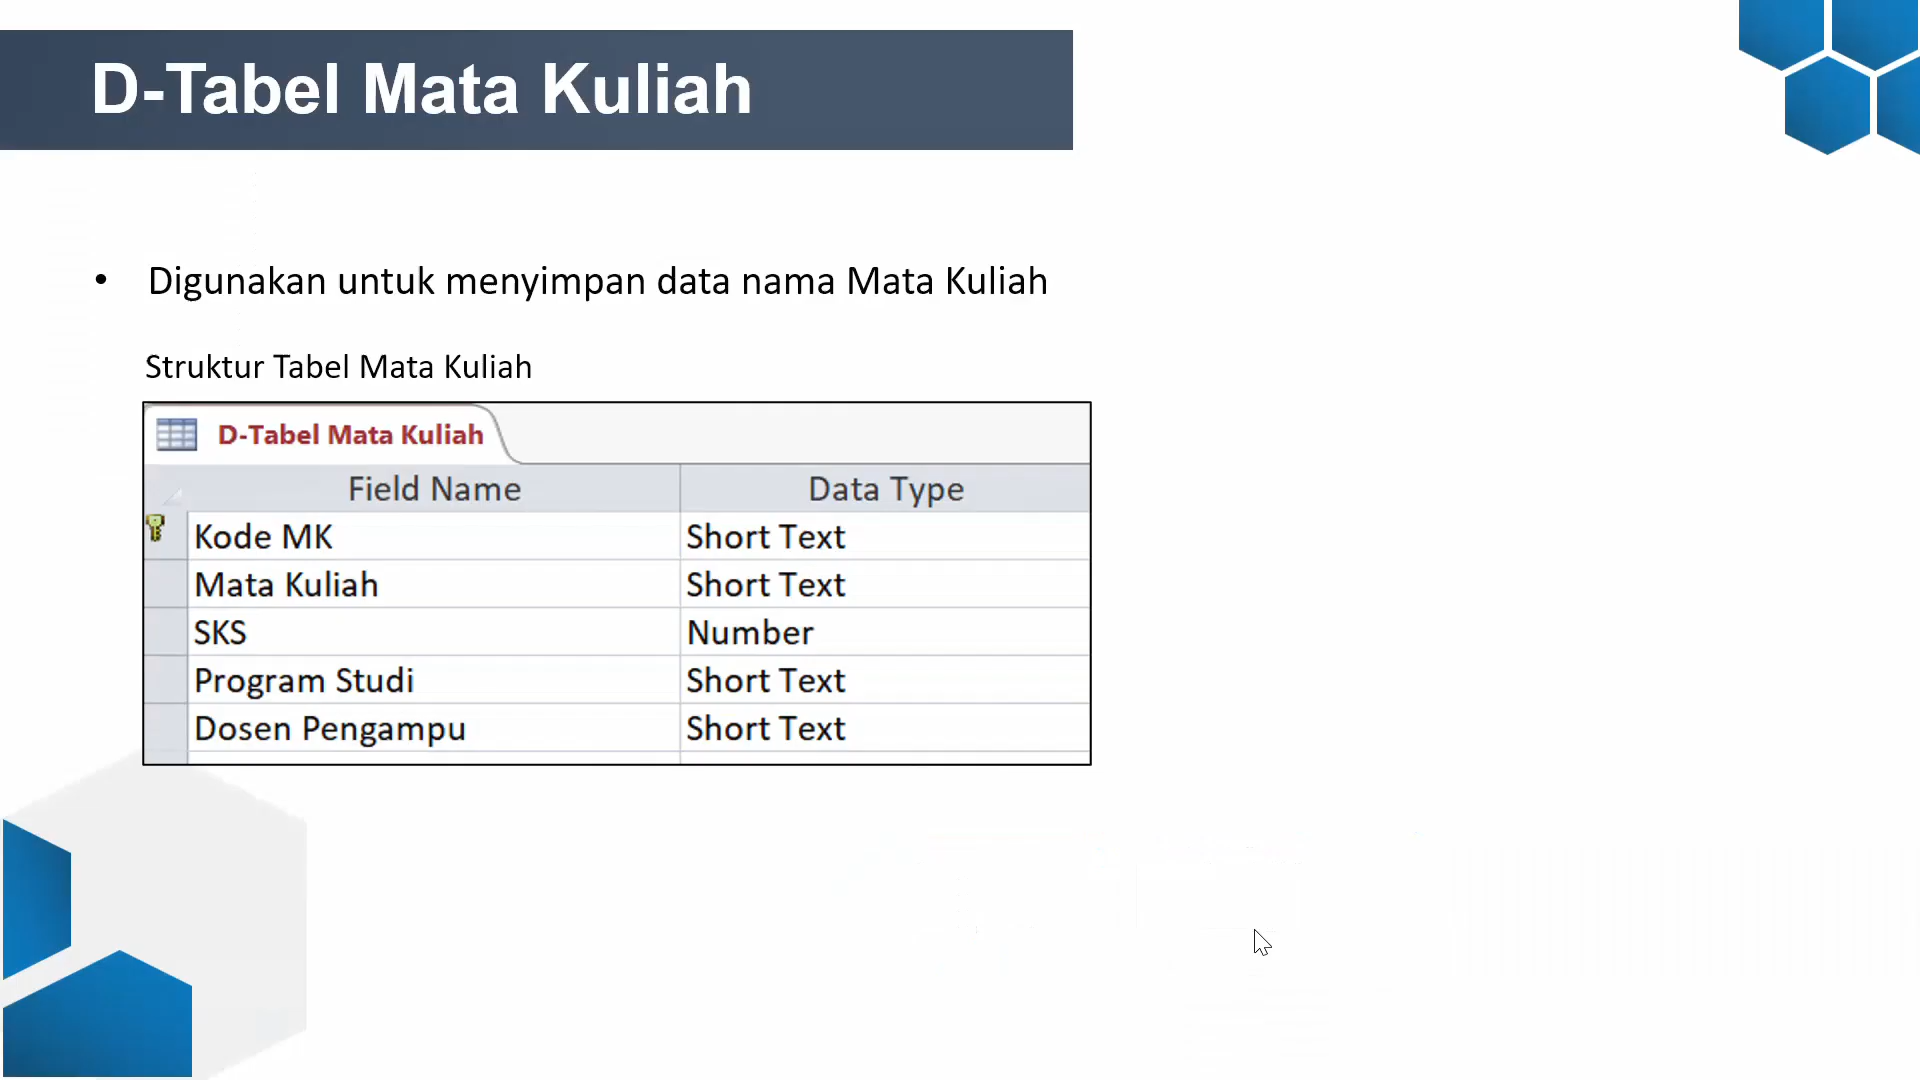 D-Tabel Mata Kuliah
• Digunakan untuk menyimpan data nama Mata Kuliah
Struktur Tabel Mata Kuliah
D-Tabel Mata Kuliah
Field Name Data Type
Kode MK Short Text
Mata Kuliah Short Text
SKS Number
Program Studi Short Text
Dosen Pengampu Short Text